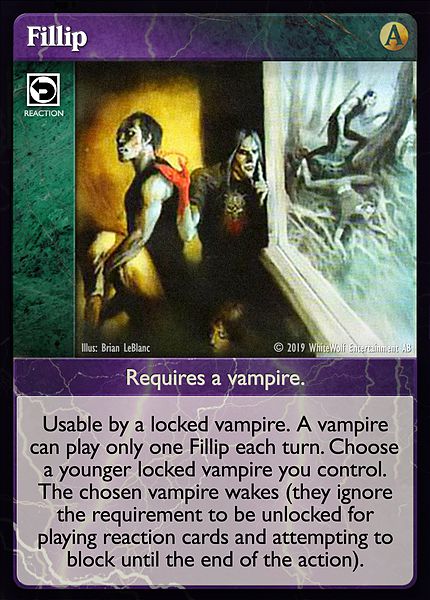 Fillip
A
REACTION
Illus: Brian LeBlanc
© 2019 WhiteWolf Entertainment AB
Requires a vampire.
Usable by a locked vampire. A vampire
can play only one Fillip each turn. Choose
a younger locked vampire you control.
The chosen vampire wakes (they ignore
the requirement to be unlocked for
playing reaction cards and attempting to
block until the end of the action).